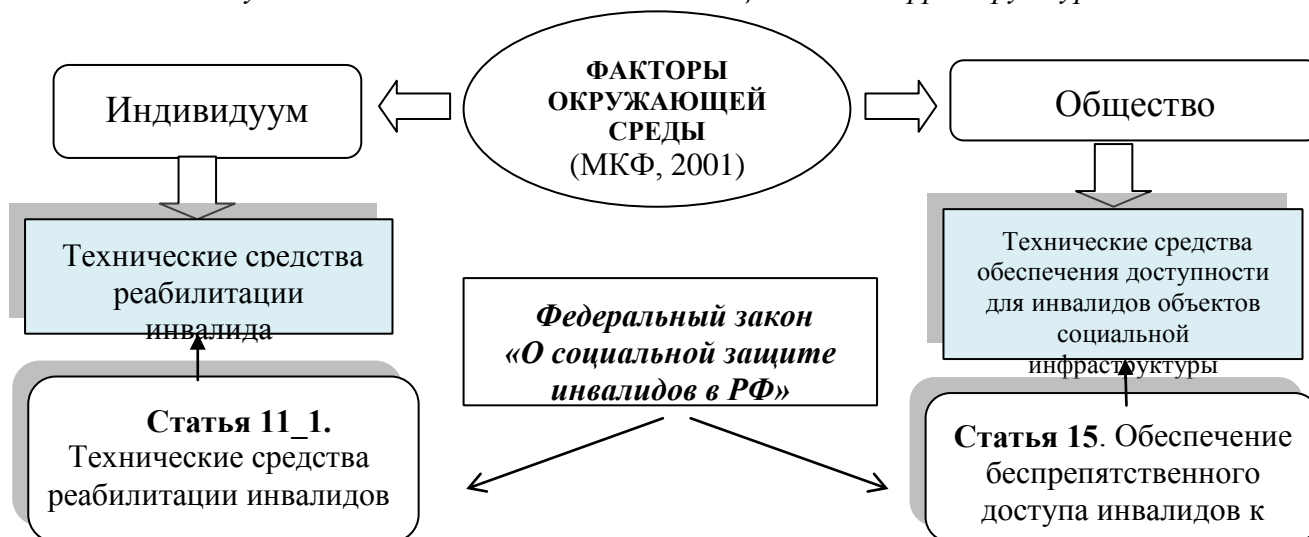 Индивидуум
ФАКТОРЫ
ОКРУЖАЮЩЕЙ
СРЕДЫ
(МКФ, 2001)
Общество
Технические средства
реабилитации
инвалида
Технические средства
обеспечения доступности
для инвалидов объектов
социальной
инфраструктуры
Федеральный закон
«О социальной защите
инвалидов в РФ»
Статья 11_1.
Технические средства
реабилитации инвалидов
Статья 15. Обеспечение
беспрепятственного
доступа инвалидов к